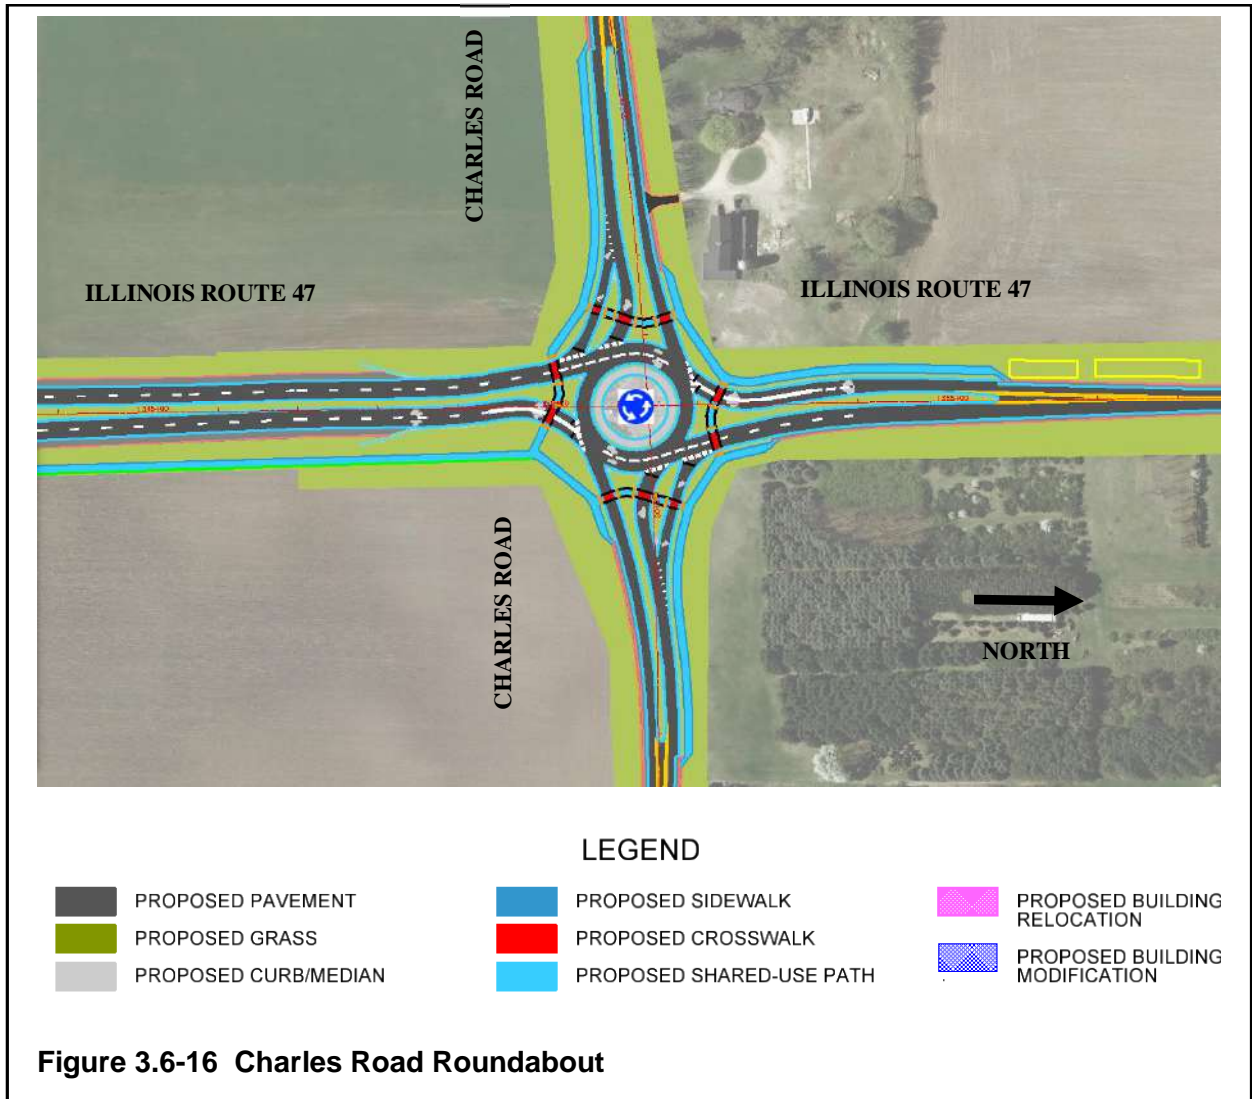 CHARLES ROAD
ILLINOIS ROUTE 47
ILLINOIS ROUTE 47
CHARLES ROAD
NORTH
LEGEND
PROPOSED PAVEMENT
PROPOSED GRASS
PROPOSED CURB/MEDIAN
PROPOSED SIDEWALK
PROPOSED CROSSWALK
PROPOSED SHARED-USE PATH
PROPOSED BUILDING
RELOCATION
PROPOSED BUILDING
MODIFICATION
Figure 3.6-16 Charles Road Roundabout